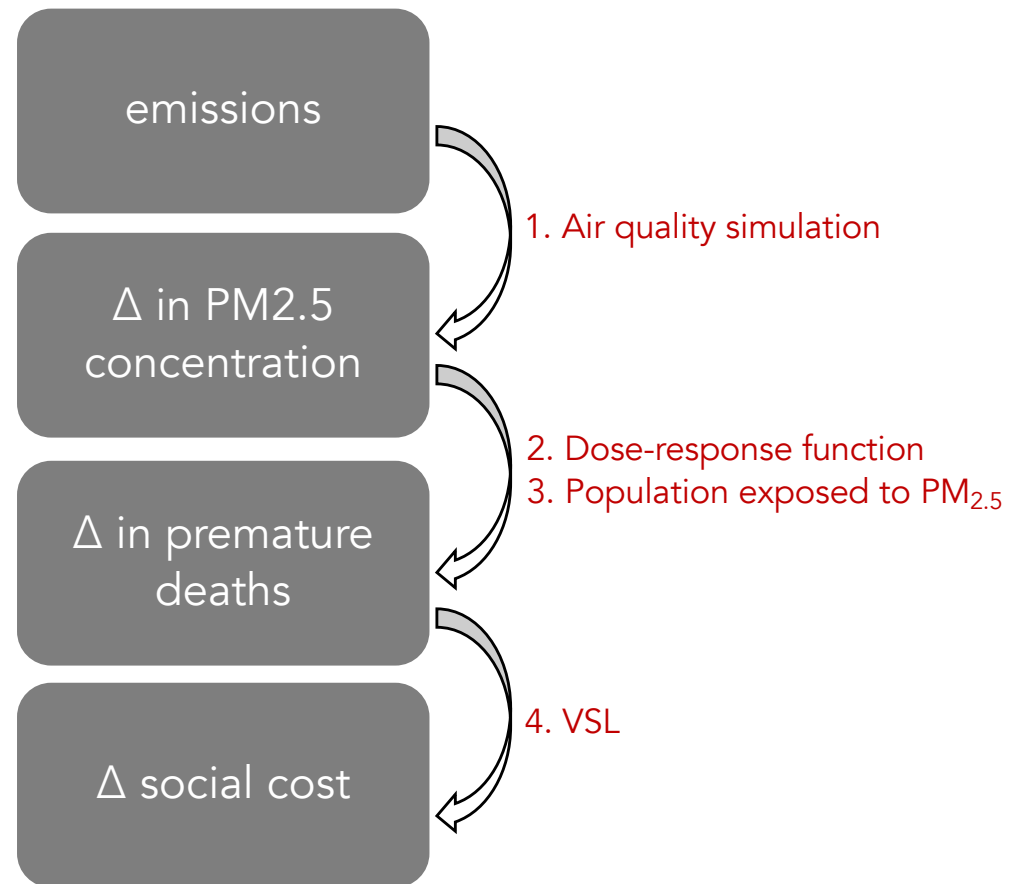 emissions
1. Air quality simulation
Δ in PM2.5
concentration
2. Dose-response function
3. Population exposed to PM₂.₅
Δ in premature
deaths
4. VSL
Δ social cost